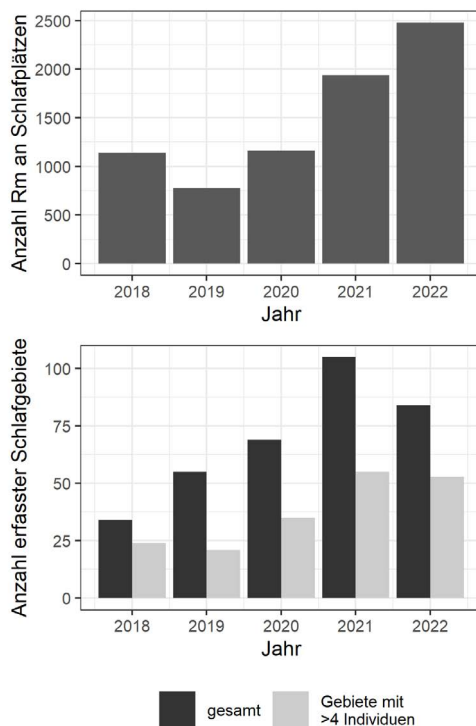 Anzahl Rm an Schlafplätzen
2500
2000
1500
1000
500
0
2018 2019 2020 2021 2022
Jahr
Anzahl erfasster Schlafgebiete
100
75
50
25
0
2018 2019 2020 2021 2022
Jahr
gesamt
Gebiete mit
>4 Individuen